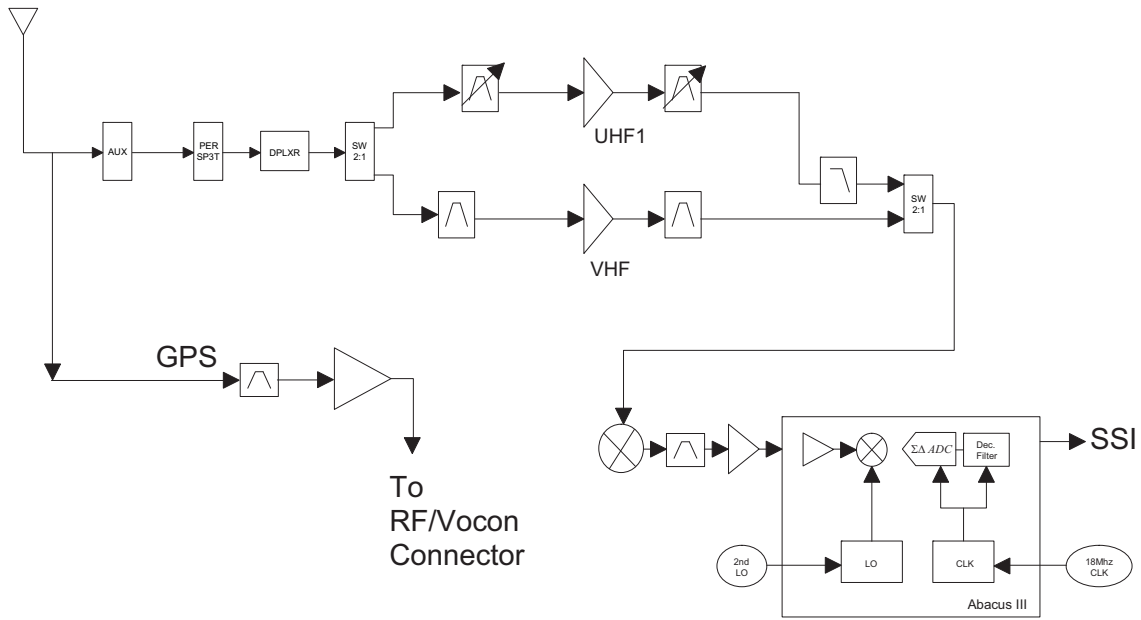 UHF1
AUX
PER
SP3T
DPLXR
SW
2:1
SW
2:1
VHF
GPS
To
RF/Vocon
Connector
ΣΔ ADC
Dec.
Filter
SSI
2nd
LO
LO
CLK
18Mhz
CLK
Abacus III